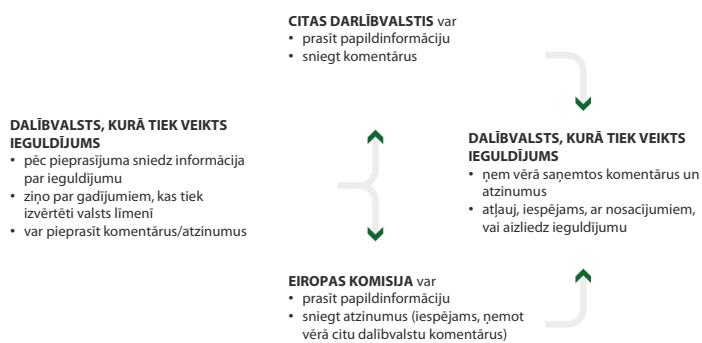 CITAS DARLĪBVALSTIS var
• prasīt papildinformāciju
• sniegt komentārus
DALĪBVALSTS, KURĀ TIEK VEIKTS
IEGULDĪJUMS
• pēc pieprasījuma sniedz informācija
par ieguldījumu
• ziņo par gadījumiem, kas tiek
izvērtēti valsts līmenī
• var pieprasīt komentārus/atzinumus
DALĪBVALSTS, KURĀ TIEK VEIKTS
IEGULDĪJUMS
• ņem vērā saņemtos komentārus un
atzinumus
• atļauj, iespējams, ar nosacījumiem,
vai aizliedz ieguldījumu
EIROPAS KOMISIJA var
• prasīt papildinformāciju
• sniegt atzinumus (iespējams, ņemot
vērā citu dalībvalstu komentārus)